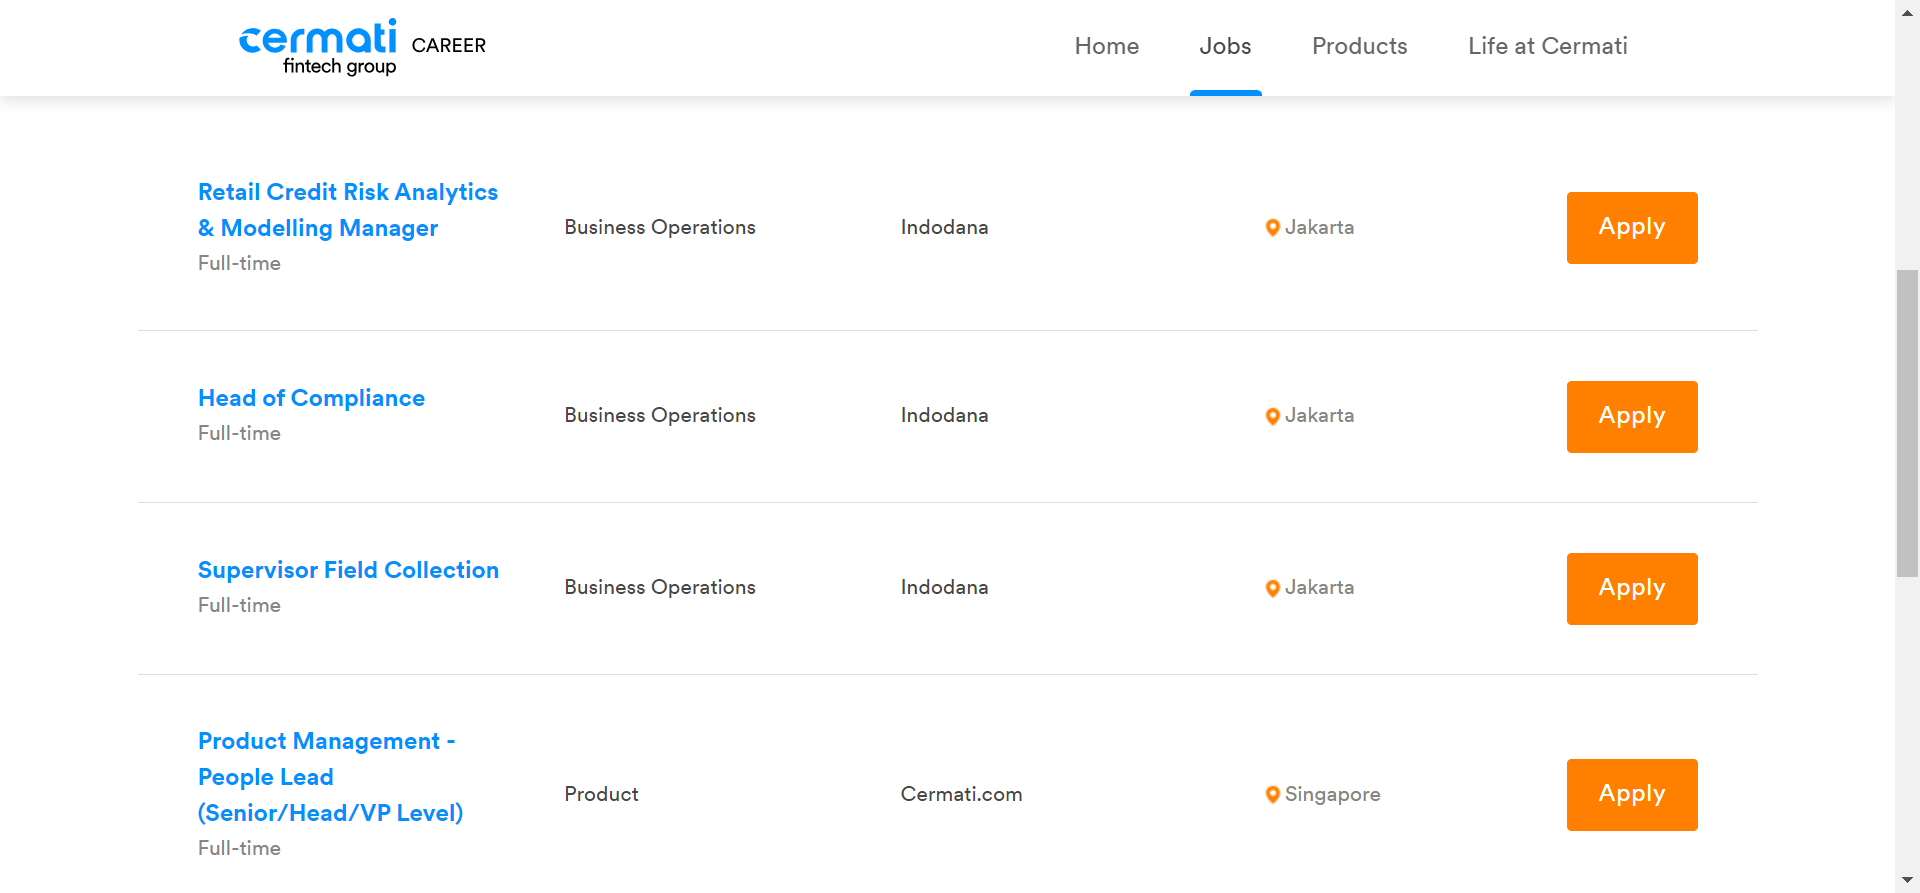 cermati CAREER
fintech group
Home Jobs Products Life at Cermati
Retail Credit Risk Analytics
& Modelling Manager
Full-time
Business Operations
Indodana
Jakarta
Apply
Head of Compliance
Full-time
Business Operations
Indodana
Jakarta
Apply
Supervisor Field Collection
Full-time
Business Operations
Indodana
Jakarta
Apply
Product Management -
People Lead
(Senior/Head/VP Level)
Full-time
Product
Cermati.com
Singapore
Apply